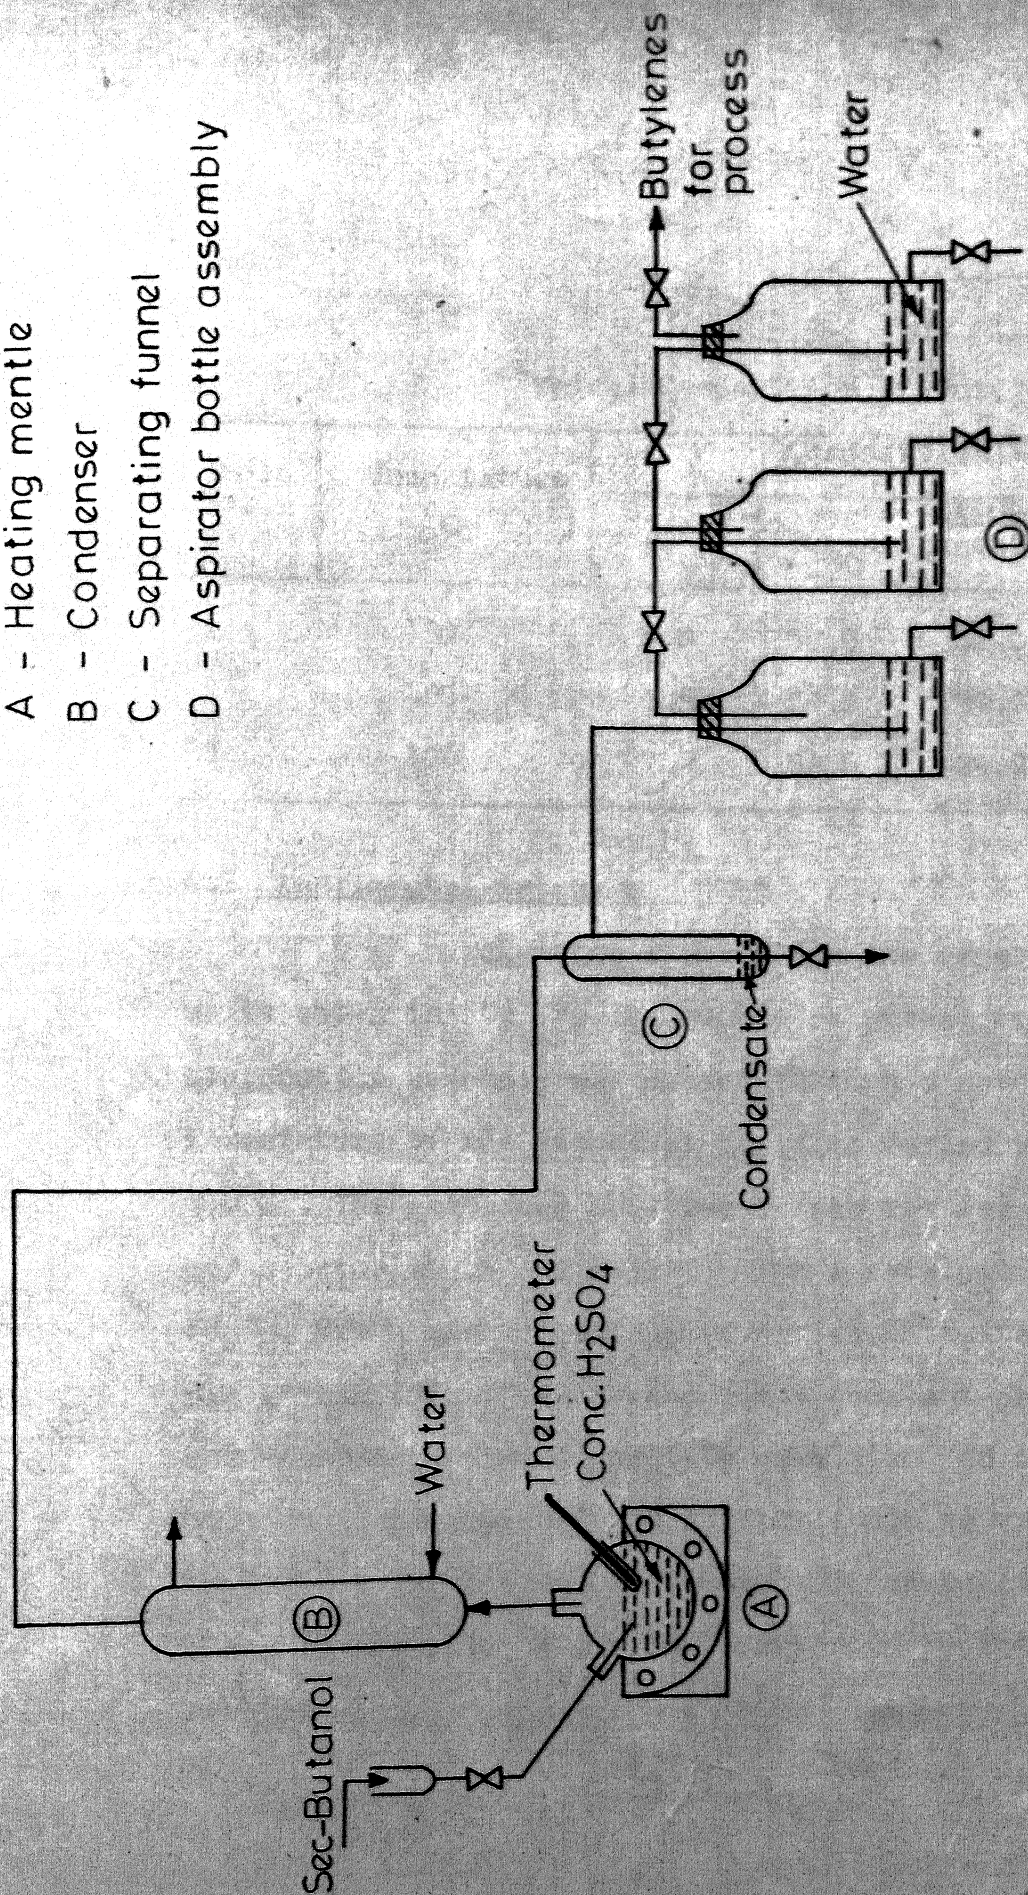 A - Heating mentle
B - Condenser
C - Separating funnel
D - Aspirator bottle assembly
Sec-Butanol
B
Water
Thermometer
Conc. H₂SO₄
A
C
Condensate
Butylenes
for
process
Water
D